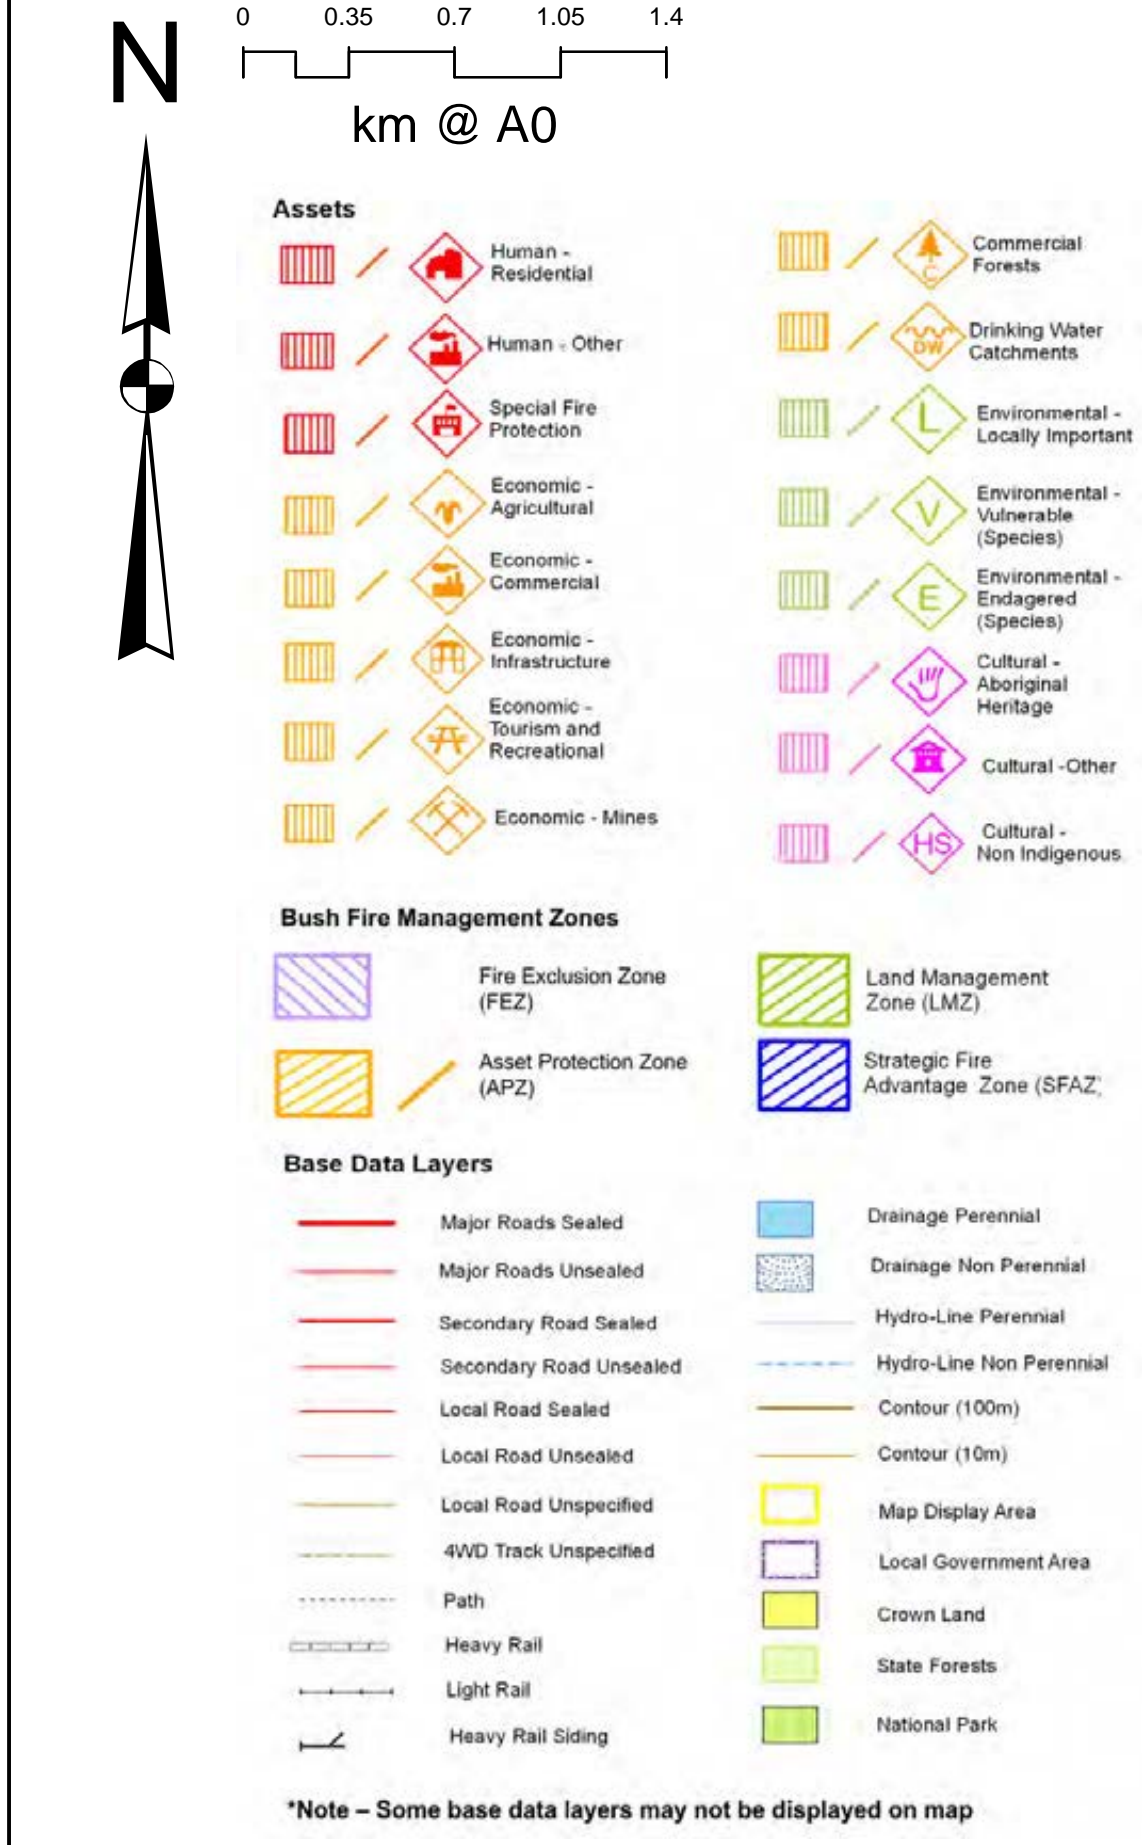 N
0 0.35 0.7 1.05 1.4
km @ A0
Assets
Human -
Residential
Human - Other
Special Fire
Protection
Economic -
Agricultural
Economic -
Commercial
Economic -
Infrastructure
Economic -
Tourism and
Recreational
Economic - Mines
C
Commercial
Forests
DW
Drinking Water
Catchments
L
Environmental -
Locally Important
V
Environmental -
Vulnerable
(Species)
E
Environmental -
Endagered
(Species)
Cultural -
Aboriginal
Heritage
Cultural -Other
HS
Cultural -
Non Indigenous
Bush Fire Management Zones
Fire Exclusion Zone
(FEZ)
Asset Protection Zone
(APZ)
Land Management
Zone (LMZ)
Strategic Fire
Advantage Zone (SFAZ)
Base Data Layers
Major Roads Sealed
Major Roads Unsealed
Secondary Road Sealed
Secondary Road Unsealed
Local Road Sealed
Local Road Unsealed
Local Road Unspecified
4WD Track Unspecified
Path
Heavy Rail
Light Rail
Heavy Rail Siding
Drainage Perennial
Drainage Non Perennial
Hydro-Line Perennial
Hydro-Line Non Perennial
Contour (100m)
Contour (10m)
Map Display Area
Local Government Area
Crown Land
State Forests
National Park
*Note – Some base data layers may not be displayed on map